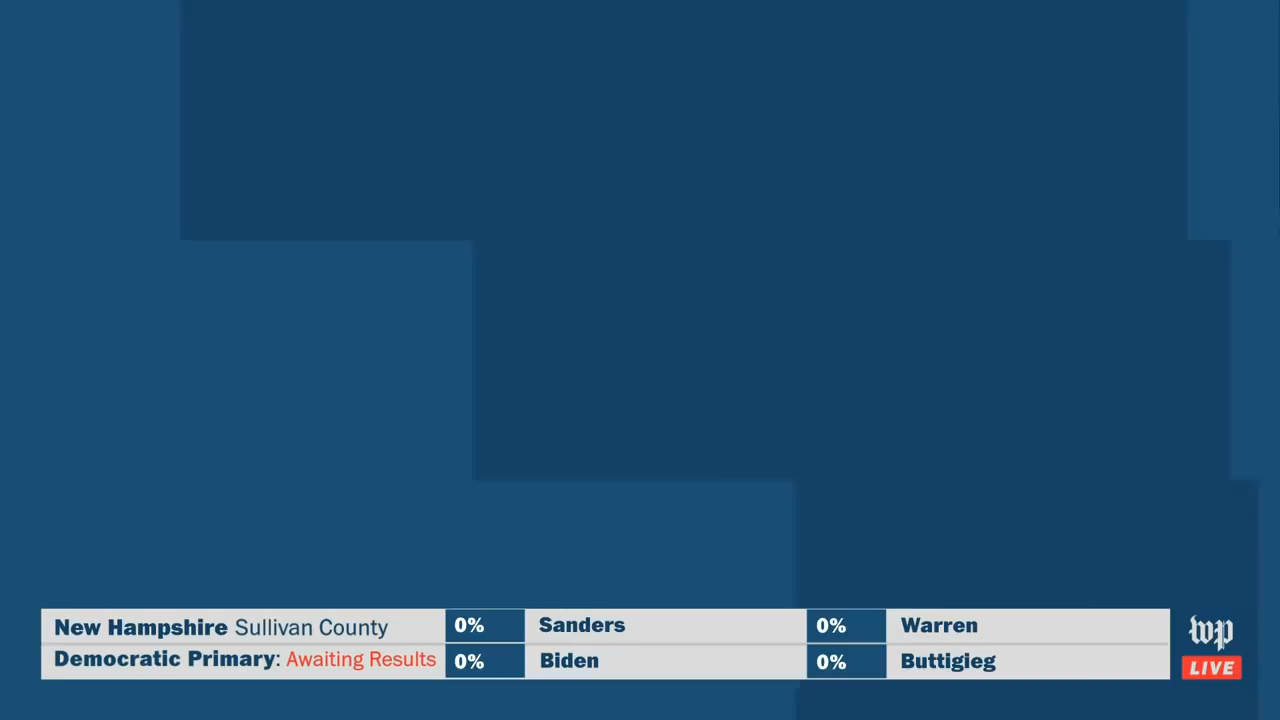 New Hampshire Sullivan County
Democratic Primary: Awaiting Results
0% Sanders
0% Biden
0% Warren
0% Buttigieg
wp
LIVE